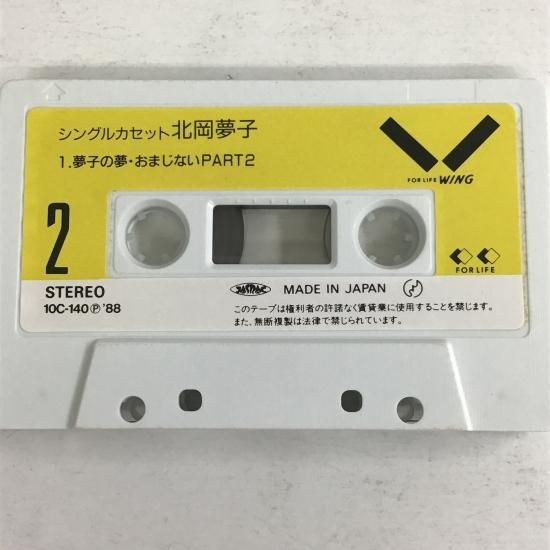 シングルカセット北岡夢子
1.夢子の夢・おまじないPART2
FOR LIFE WING
2
FOR LIFE
STEREO
JASRAC
MADE IN JAPAN
10C-140Ⓟ'88
このテープは権利者の許諾なく賃貸業に使用することを禁じます。
また、無断複製は法律で禁じられています。